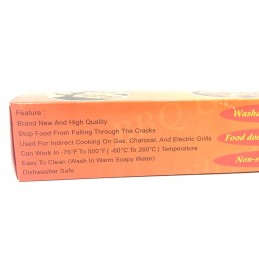 Feature :
Brand New And High Quality
Stop Food From Falling Through The Cracks
Used For Indirect Cooking On Gas, Charcoal, And Electric Grills
Can Work In -76°F To 500°F ( -60°C To 260°C ) Temperature
Easy To Clean (Wash In Warm Soapy Water)
Dishwasher Safe
Washa
Food doe
Non-s